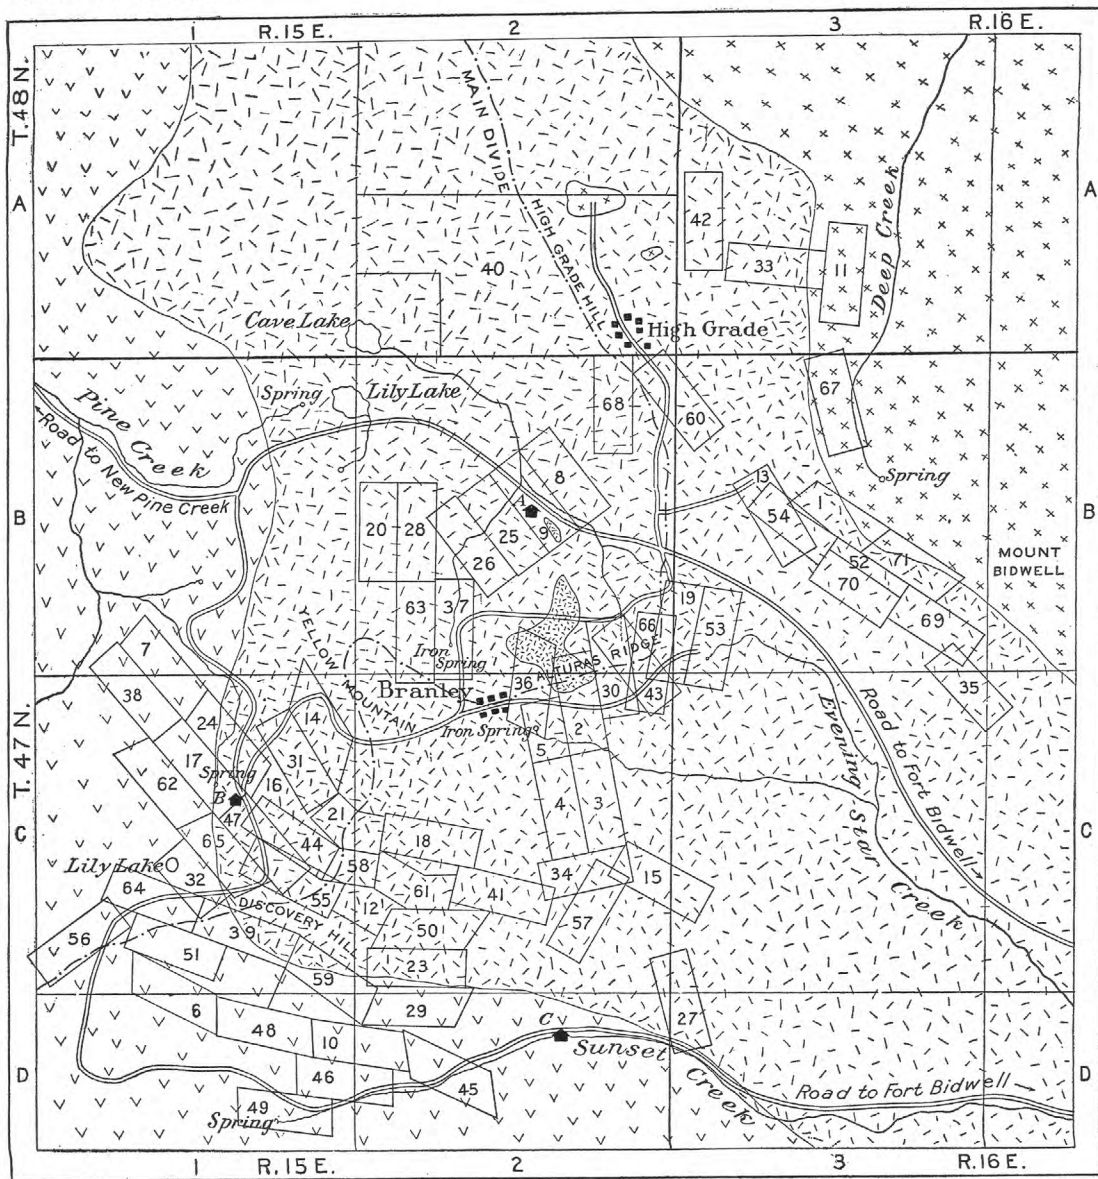 1 R.15 E. 2 3 R.16 E.
T.48 N.
MAIN DIVIDE
HIGH GRADE HILL
Deep Creek
A A
42
33
11
40
Cave Lake
High Grade
Spring
Lily Lake
68
60
67
Pine Creek
Road to New Pine Creek
Spring
8
13
A
1
B B
20
28
25
9
54
26
52
71
70
MOUNT
BIDWELL
63
37
19
53
69
66
YELLOW MOUNTAIN
Iron
Spring
ALTURAS RIDGE
7
36
30
43
35
38
Branley
Iron Spring
T. 47 N.
24
14
2
5
17
31
Spring
62
16
B
4
3
47
21
Evening Star Creek
Road to Fort Bidwell
C C
65
44
18
58
Lily Lake
64
32
55
61
41
34
15
DISCOVERY HILL
12
56
39
50
57
51
23
59
6
29
27
48
10
C
Sunset Creek
D D
46
45
49
Spring
Road to Fort Bidwell
1 R.15 E. 2 3 R.16 E.